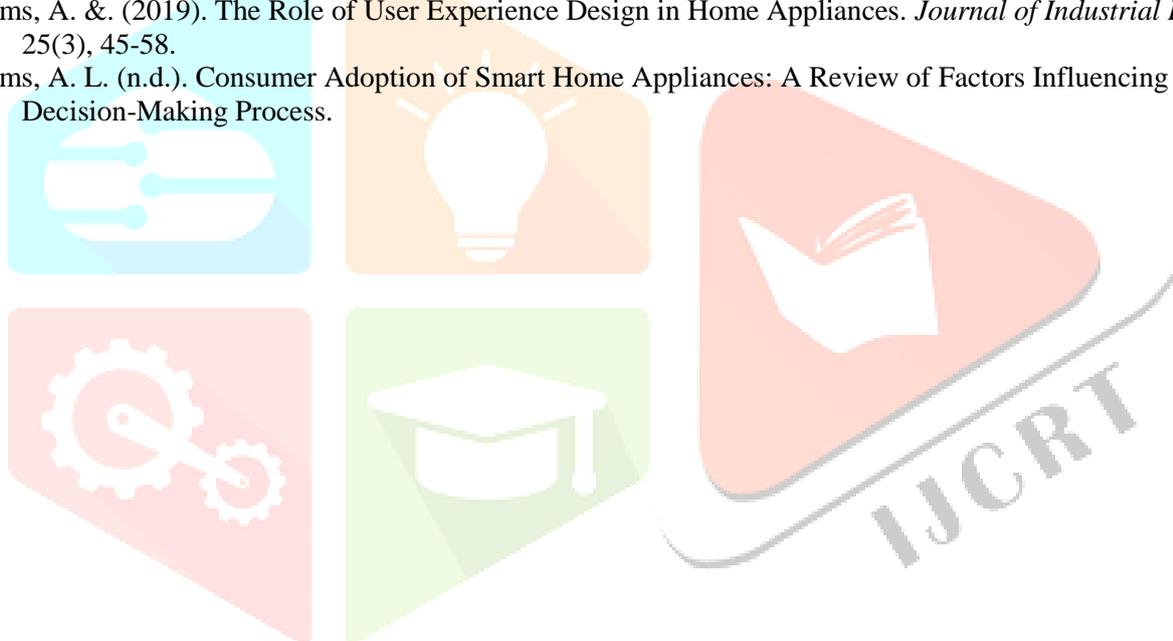 ms, A. &. (2019). The Role of User Experience Design in Home Appliances. Journal of Industrial
25(3), 45-58.
ms, A. L. (n.d.). Consumer Adoption of Smart Home Appliances: A Review of Factors Influencing
Decision-Making Process.
IJCRT